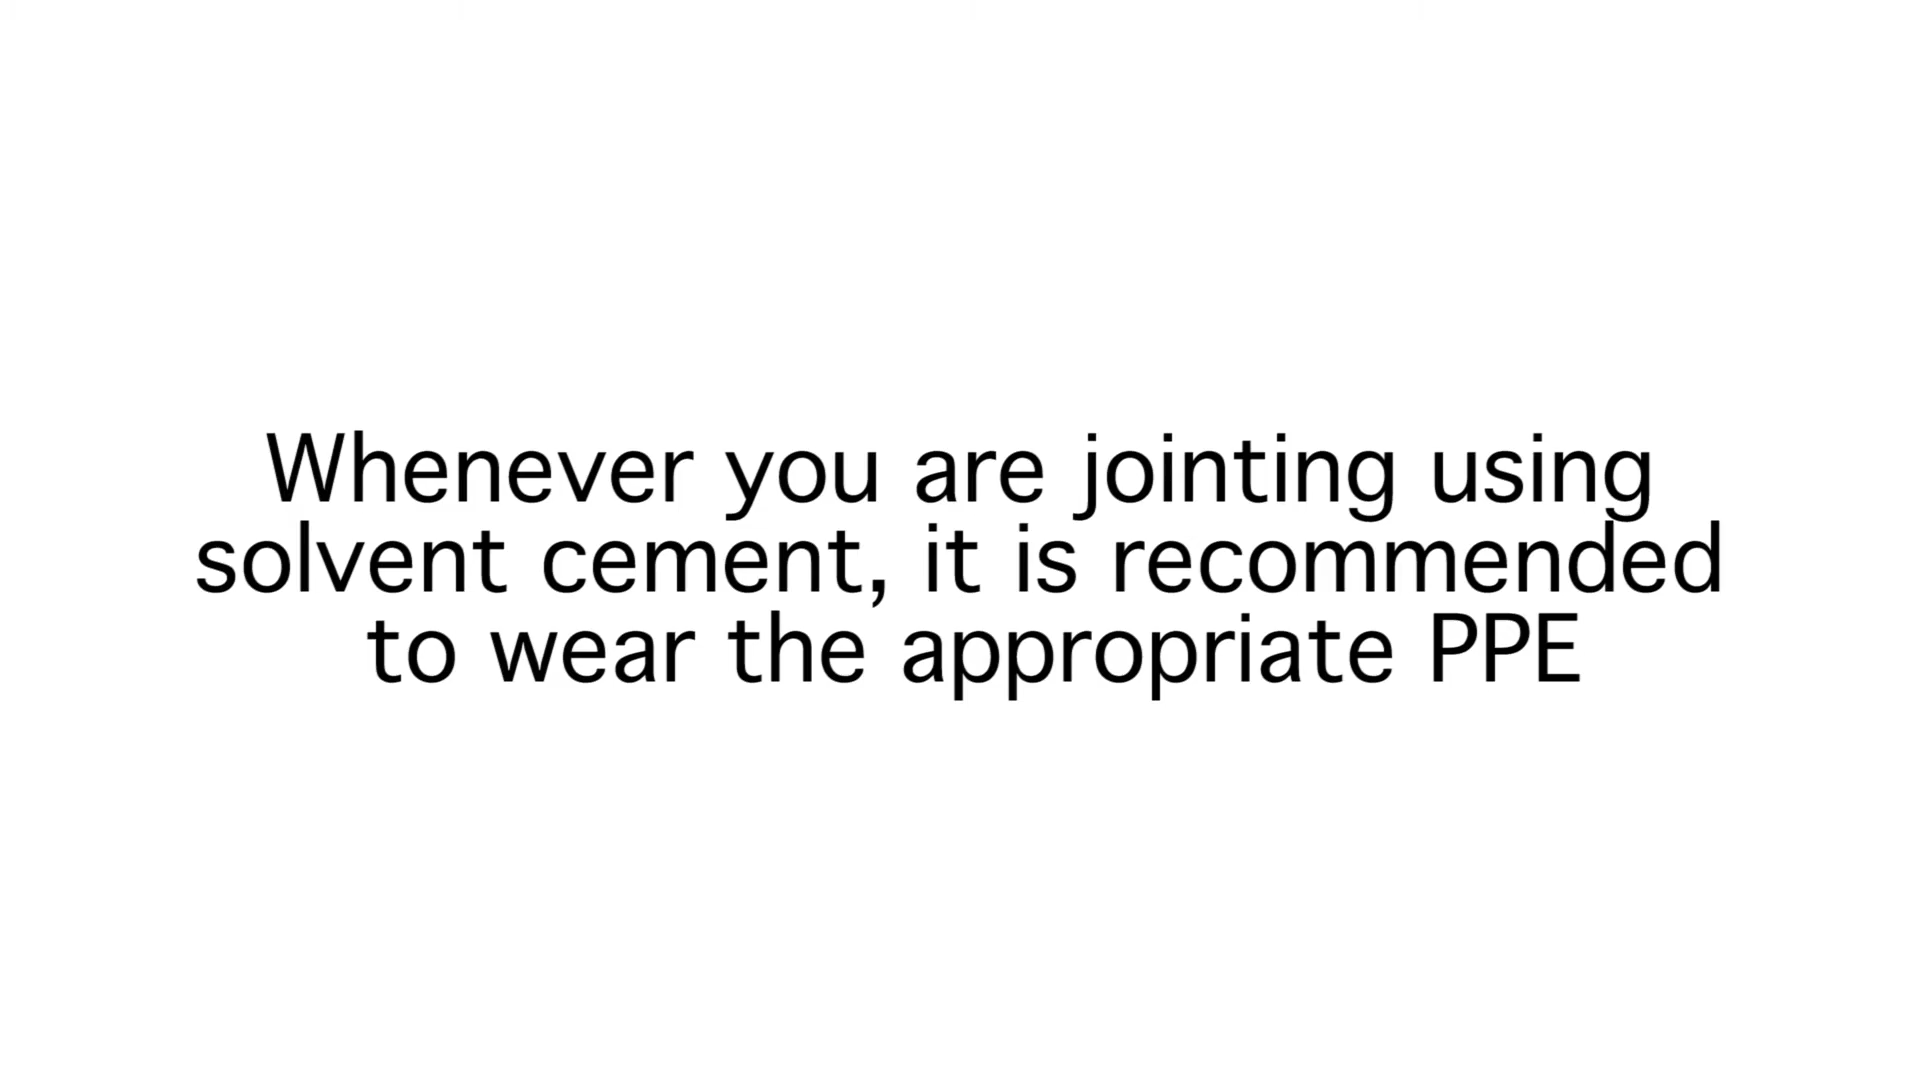 Whenever you are jointing using
solvent cement, it is recommended
to wear the appropriate PPE